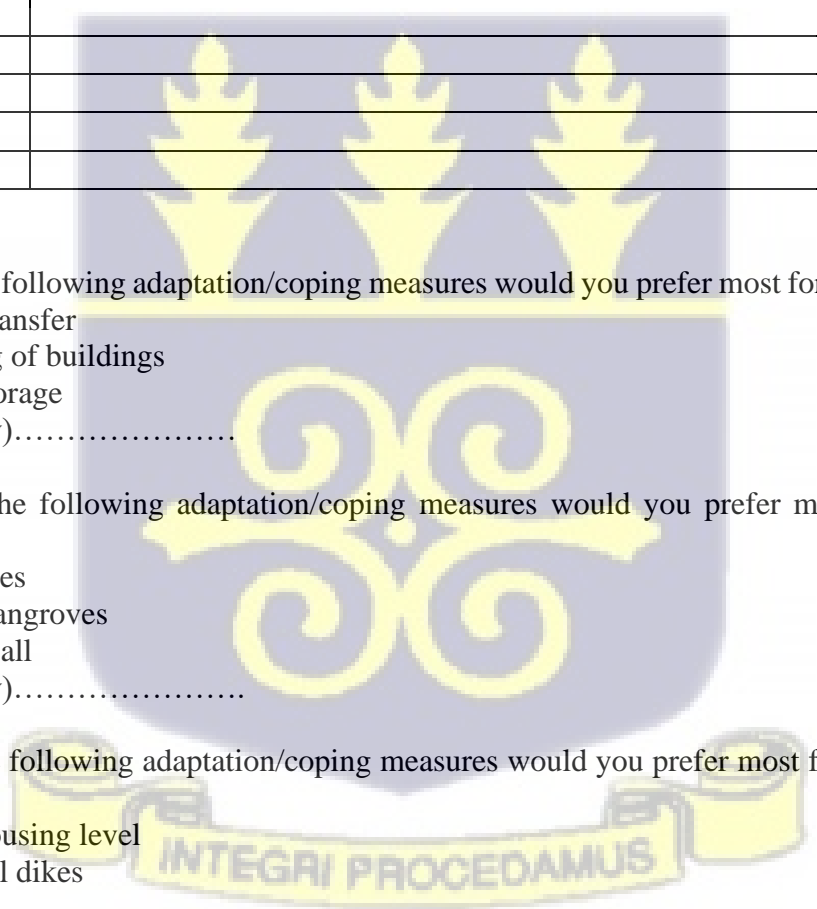 following adaptation/coping measures would you prefer most for
ansfer
of buildings
orage
)…………………
he following adaptation/coping measures would you prefer m
es
angroves
all
)………………….
following adaptation/coping measures would you prefer most f
ousing level
l dikes
INTEGRI PROCEDAMUS